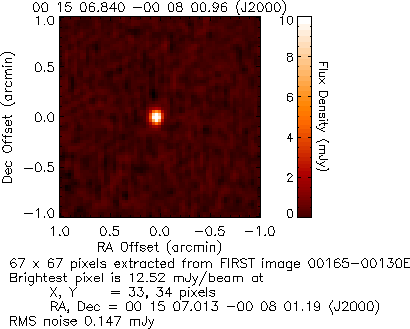 00 15 06.840 -00 08 00.96 (J2000)
1.0
0.5
0.0
-0.5
-1.0
Dec Offset (arcmin)
1.0 0.5 0.0 -0.5 -1.0
RA Offset (arcmin)
10
8
6
4
2
0
Flux Density (mJy)
67 x 67 pixels extracted from FIRST image 00165-00130E
Brightest pixel is 12.52 mJy/beam at
X, Y = 33, 34 pixels
RA, Dec = 00 15 07.013 -00 08 01.19 (J2000)
RMS noise 0.147 mJy